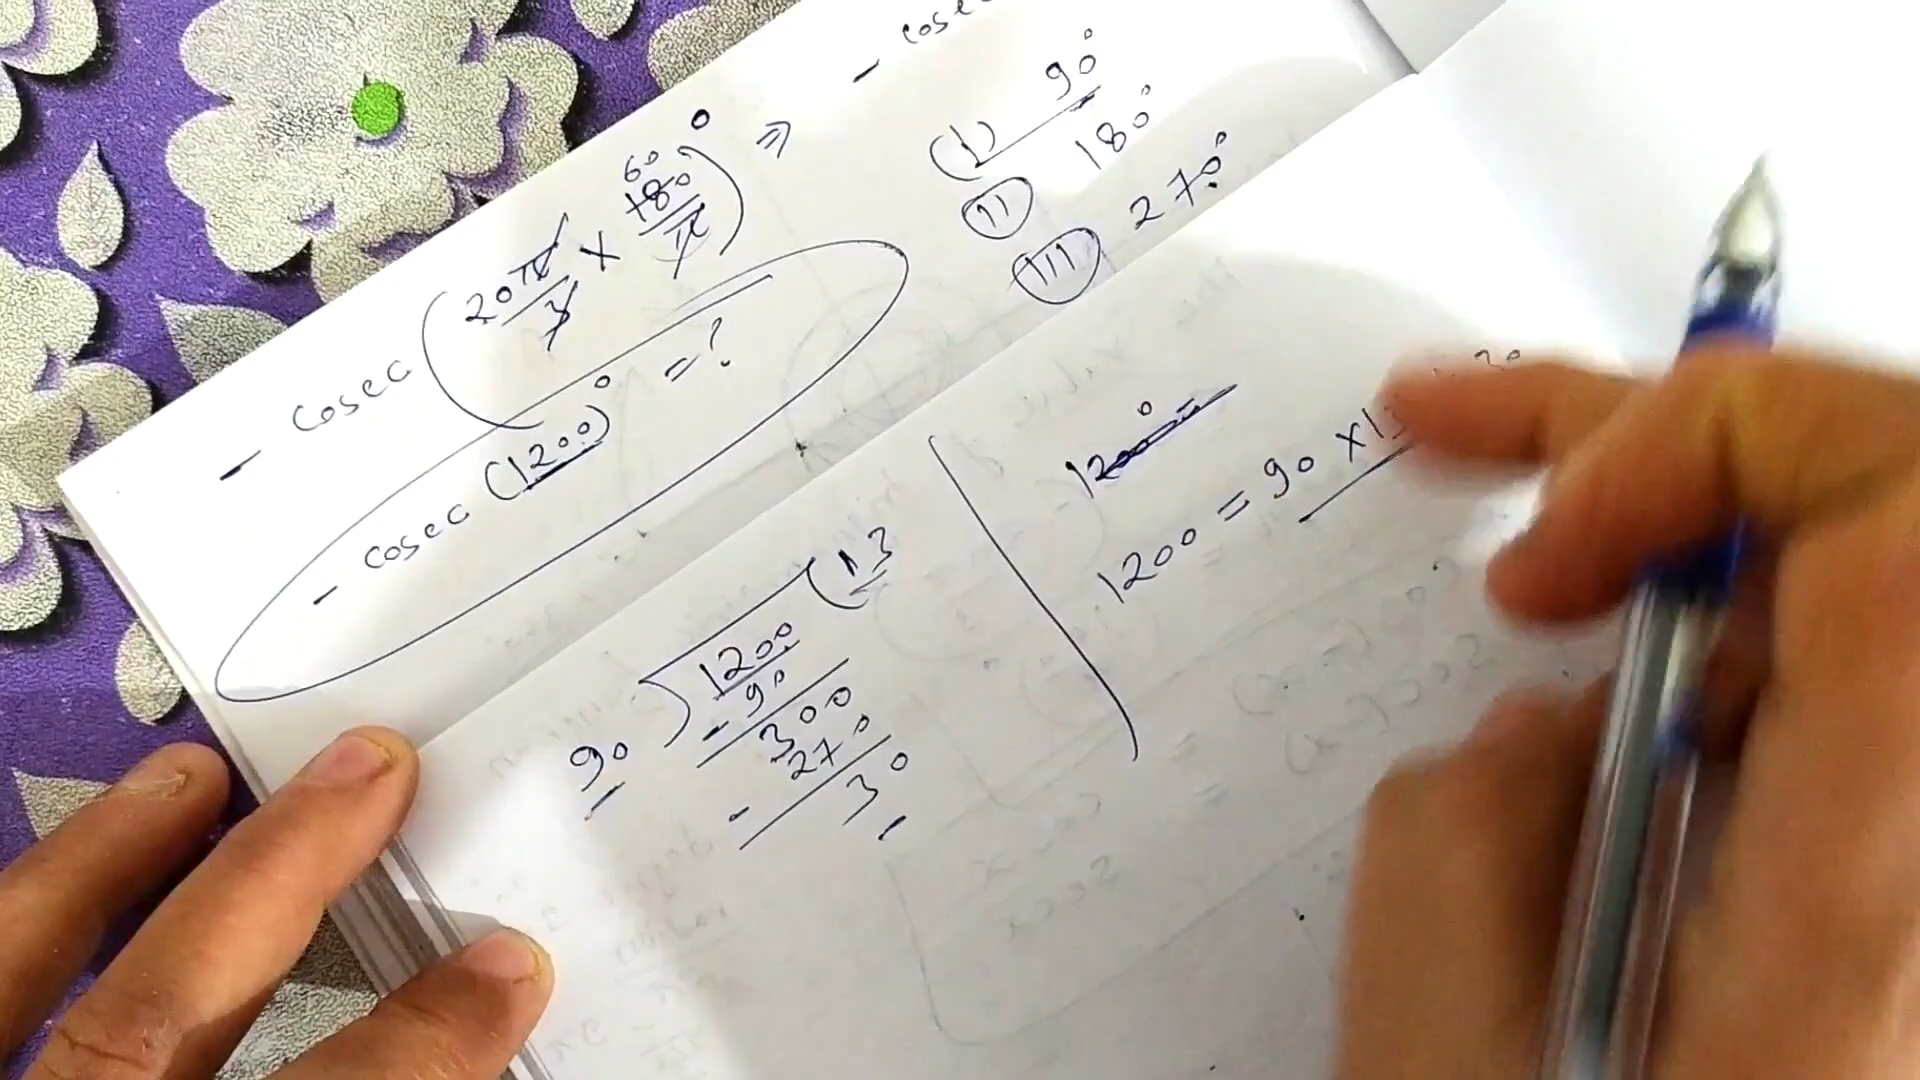 - cosec
- cosec (20π/3 × 180/π)° ⇒
60
- cosec (1200)° = ?
(I) 90°
(II) 180°
(III) 270°
90 ) 1200 ( 13
- 90
300
- 270
30
1200°=
1200 = 90 × 13